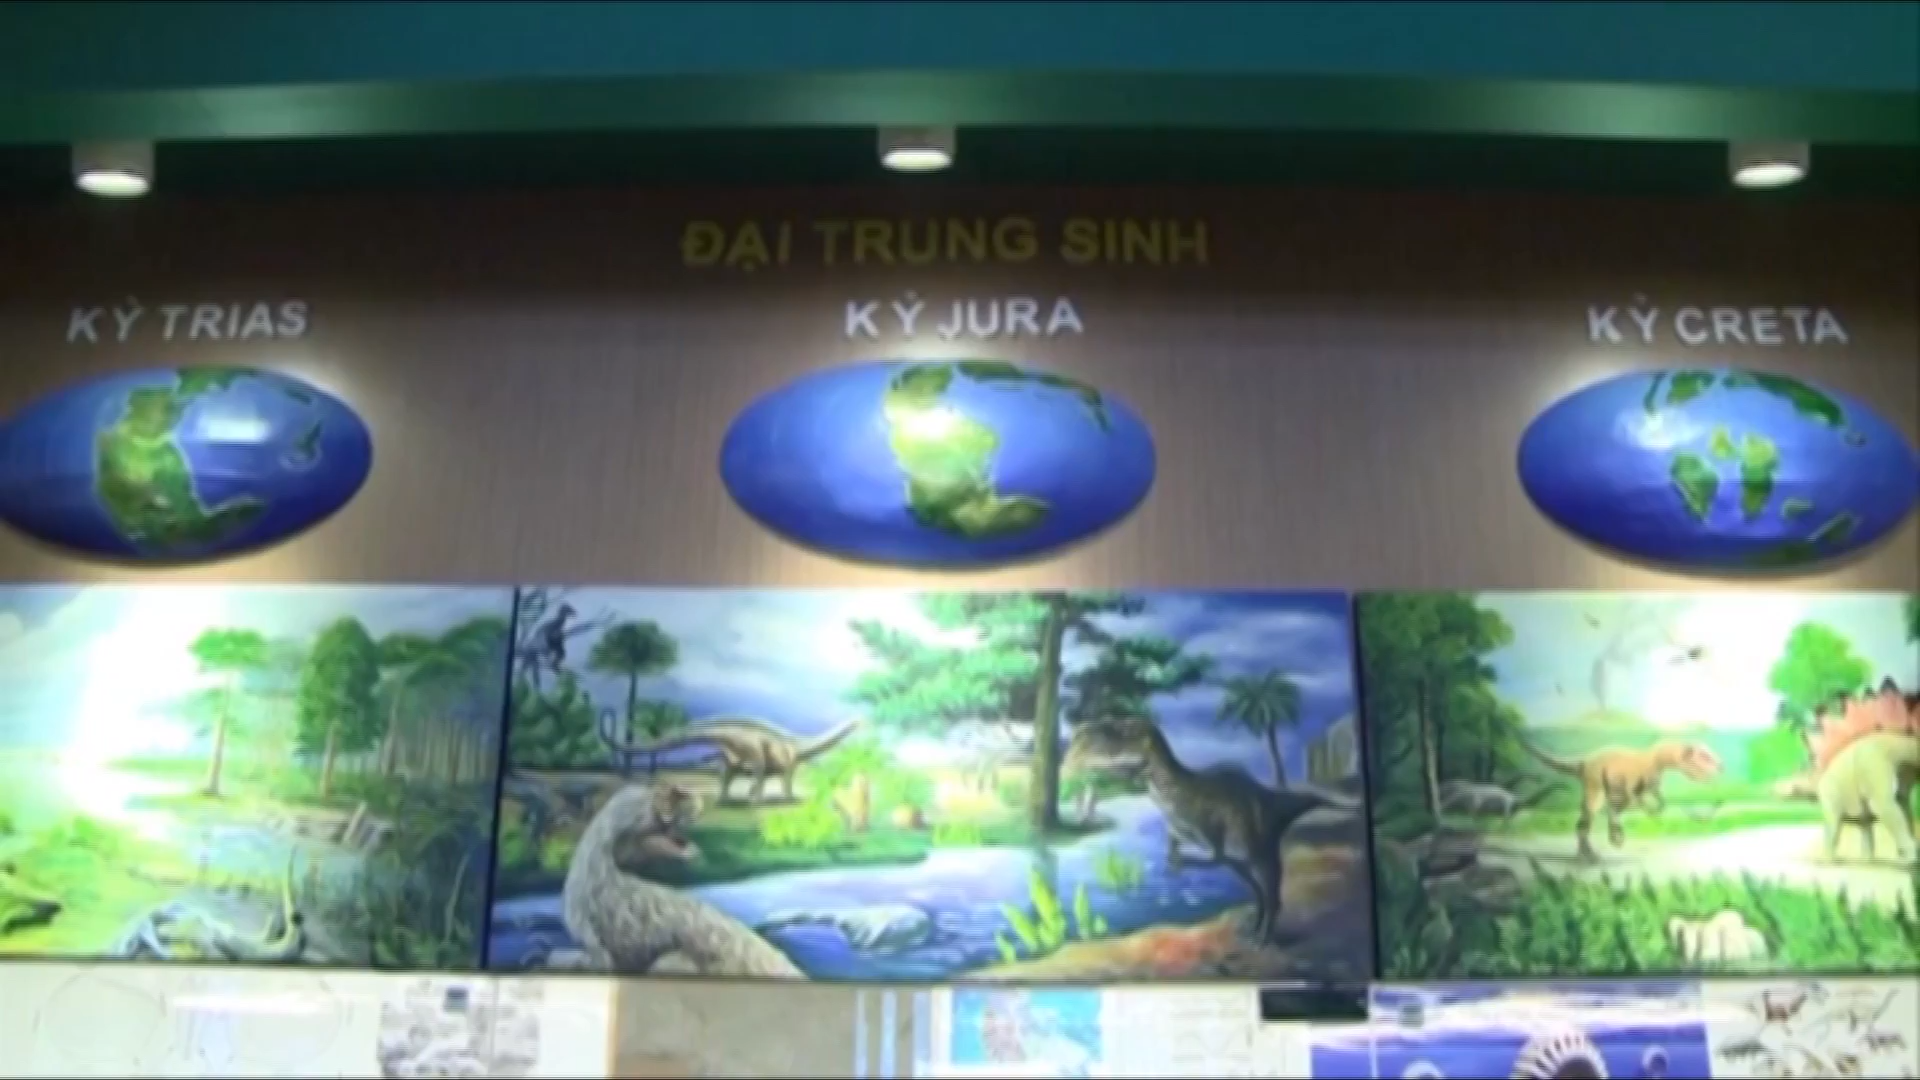 ĐẠI TRUNG SINH
KỶ TRIAS
KỶ JURA
KỶ CRETA